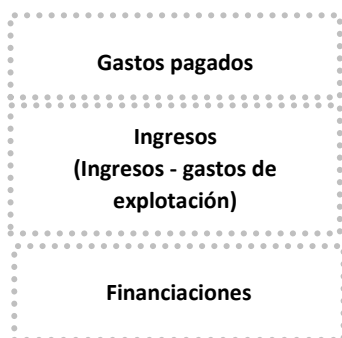 Gastos pagados
Ingresos
(Ingresos - gastos de
explotación)
Financiaciones